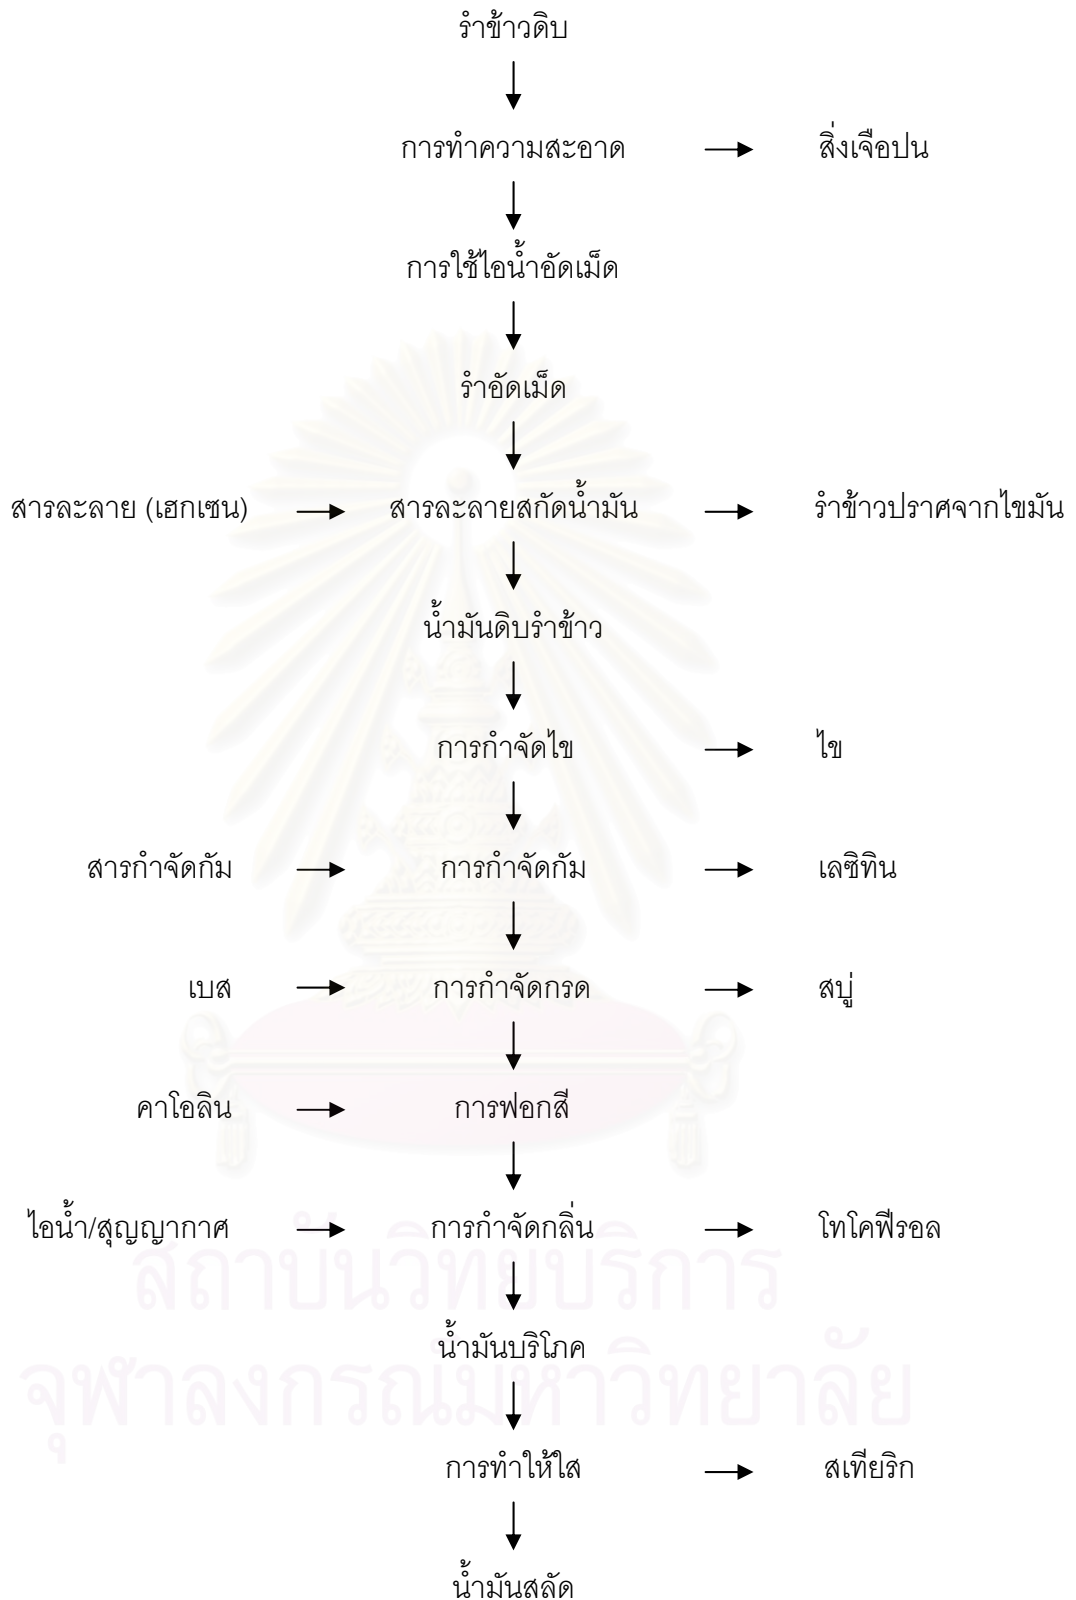 รำข้าวดิบ
การทำความสะอาด สิ่งเจือปน
การใช้ไอน้ำอัดเม็ด
รำอัดเม็ด
สารละลาย (เฮกเซน) สารละลายสกัดน้ำมัน รำข้าวปราศจากไขมัน
น้ำมันดิบรำข้าว
การกำจัดไข ไข
สารกำจัดกัม การกำจัดกัม เลซิทิน
เบส การกำจัดกรด สบู่
คาโอลิน การฟอกสี
ไอน้ำ/สุญญากาศ การกำจัดกลิ่น โทโคฟีรอล
สถาบันวิทยบริการ
น้ำมันบริโภค
จุฬาลงกรณ์มหาวิทยาลัย
การทำให้ใส สเทียริก
น้ำมันสลัด